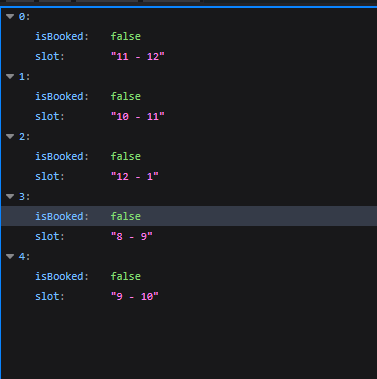 0:
isBooked: false
slot: "11 - 12"
1:
isBooked: false
slot: "10 - 11"
2:
isBooked: false
slot: "12 - 1"
3:
isBooked: false
slot: "8 - 9"
4:
isBooked: false
slot: "9 - 10"